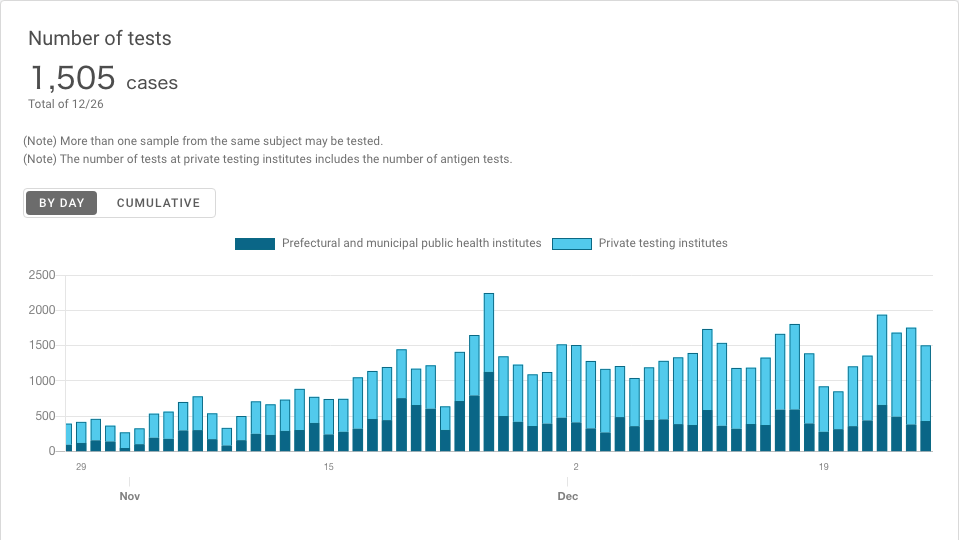 Number of tests
1,505 cases
Total of 12/26
(Note) More than one sample from the same subject may be tested.
(Note) The number of tests at private testing institutes includes the number of antigen tests.
BY DAY CUMULATIVE
Prefectural and municipal public health institutes Private testing institutes
2500
2000
1500
1000
500
0
29 15 2 19
Nov Dec